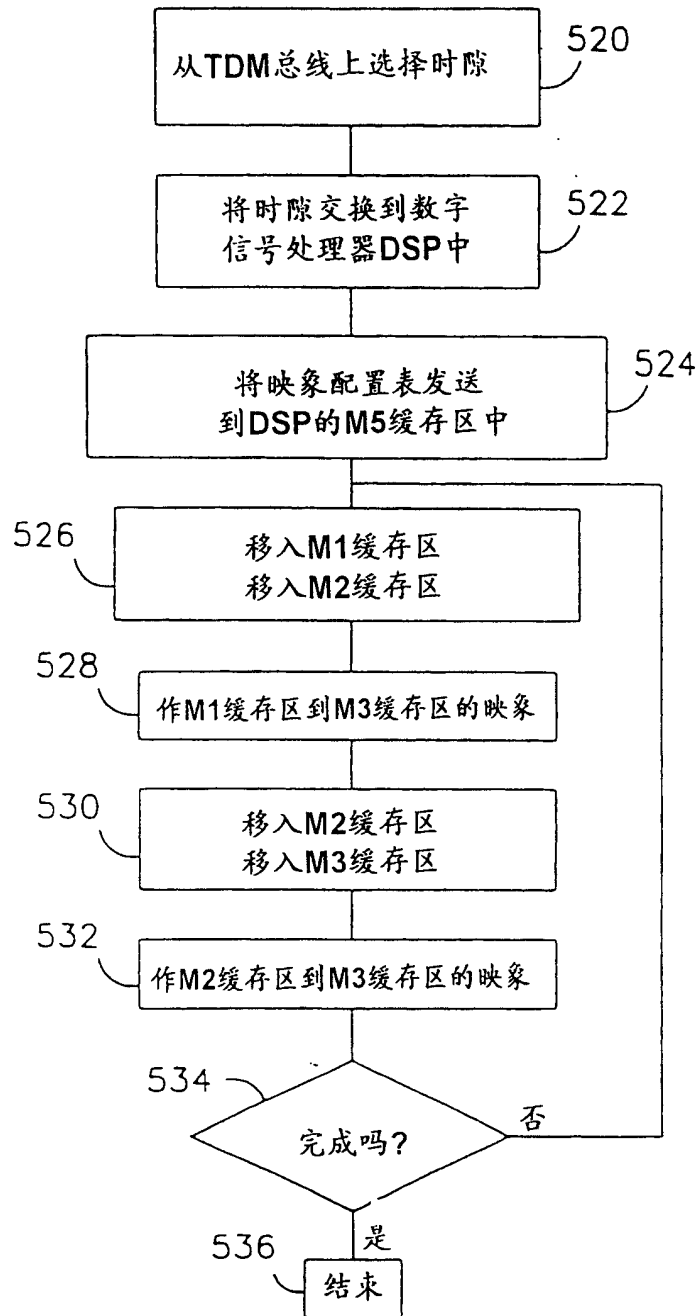 从TDM总线上选择时隙
520
将时隙交换到数字
信号处理器DSP中
522
将映象配置表发送
到DSP的M5缓存区中
524
526
移入M1缓存区
移入M2缓存区
528
作M1缓存区到M3缓存区的映象
530
移入M2缓存区
移入M3缓存区
532
作M2缓存区到M3缓存区的映象
534
完成吗?
否
是
536
结束